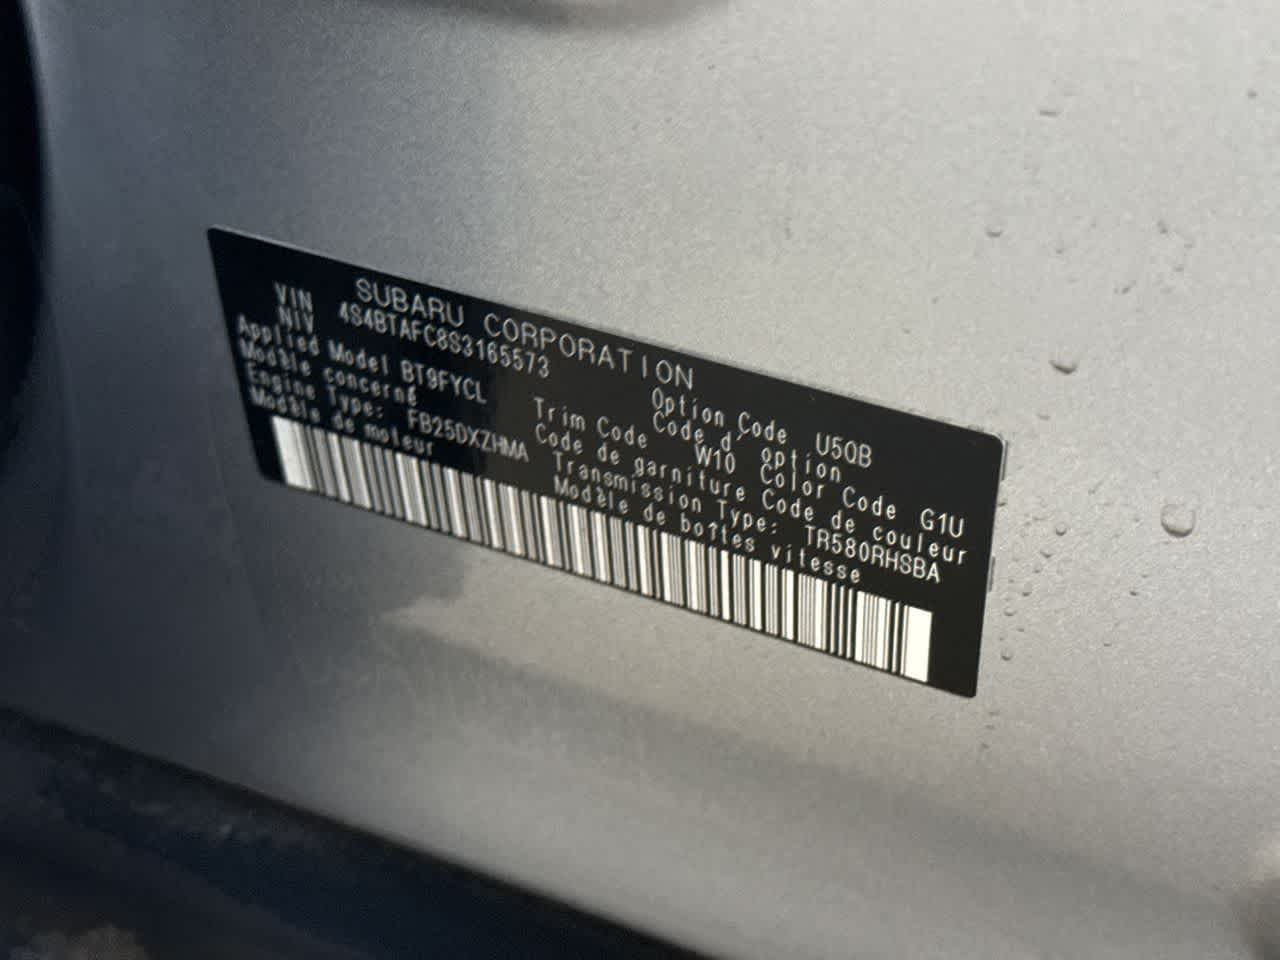 SUBARU CORPORATION
VIN 4S4BTAFC8S3165573
NIV
Applied Model BT9FYCL
Modèle concerné
Option Code U5QB
Code d' option
Trim Code W10 Color Code G1U
Code de garniture Code de couleur
Engine Type: FB25DXZHMA
Modèle de moteur
Transmission Type: TR580RHSBA
Modèle de boîtes vitesse